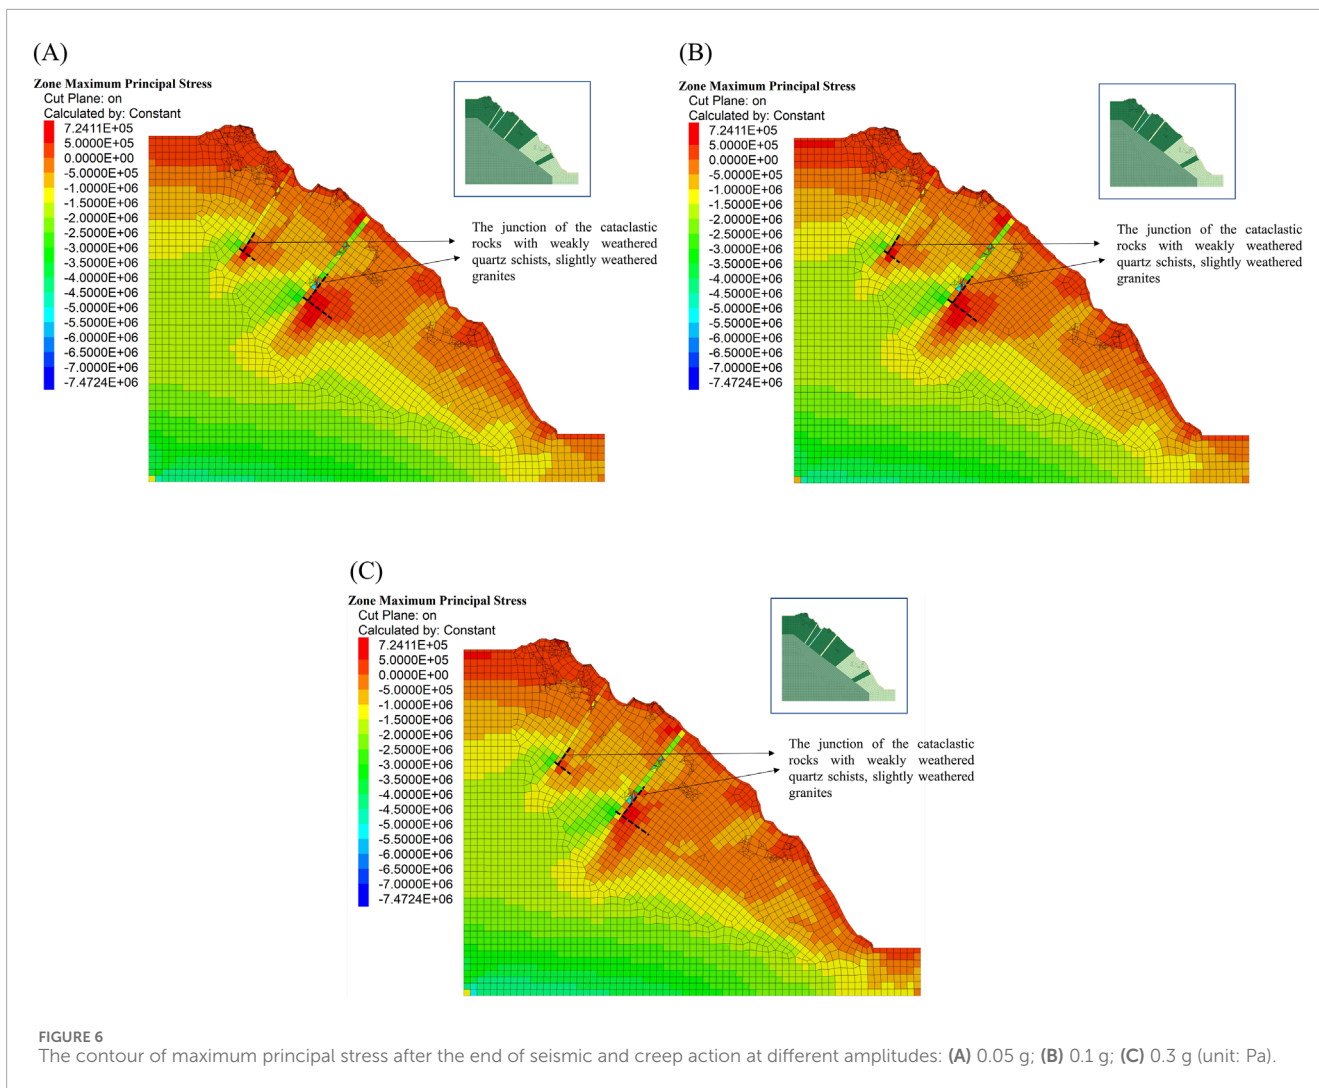 (A)
Zone Maximum Principal Stress
Cut Plane: on
Calculated by: Constant
7.2411E+05
5.0000E+05
0.0000E+00
-5.0000E+05
-1.0000E+06
-1.5000E+06
-2.0000E+06
-2.5000E+06
-3.0000E+06
-3.5000E+06
-4.0000E+06
-4.5000E+06
-5.0000E+06
-5.5000E+06
-6.0000E+06
-6.5000E+06
-7.0000E+06
-7.4724E+06
The junction of the cataclastic
rocks with weakly weathered
quartz schists, slightly weathered
granites
(B)
Zone Maximum Principal Stress
Cut Plane: on
Calculated by: Constant
7.2411E+05
5.0000E+05
0.0000E+00
-5.0000E+05
-1.0000E+06
-1.5000E+06
-2.0000E+06
-2.5000E+06
-3.0000E+06
-3.5000E+06
-4.0000E+06
-4.5000E+06
-5.0000E+06
-5.5000E+06
-6.0000E+06
-6.5000E+06
-7.0000E+06
-7.4724E+06
The junction of the cataclastic
rocks with weakly weathered
quartz schists, slightly weathered
granites
(C)
Zone Maximum Principal Stress
Cut Plane: on
Calculated by: Constant
7.2411E+05
5.0000E+05
0.0000E+00
-5.0000E+05
-1.0000E+06
-1.5000E+06
-2.0000E+06
-2.5000E+06
-3.0000E+06
-3.5000E+06
-4.0000E+06
-4.5000E+06
-5.0000E+06
-5.5000E+06
-6.0000E+06
-6.5000E+06
-7.0000E+06
-7.4724E+06
The junction of the cataclastic
rocks with weakly weathered
quartz schists, slightly weathered
granites
FIGURE 6
The contour of maximum principal stress after the end of seismic and creep action at different amplitudes: (A) 0.05 g; (B) 0.1 g; (C) 0.3 g (unit: Pa).